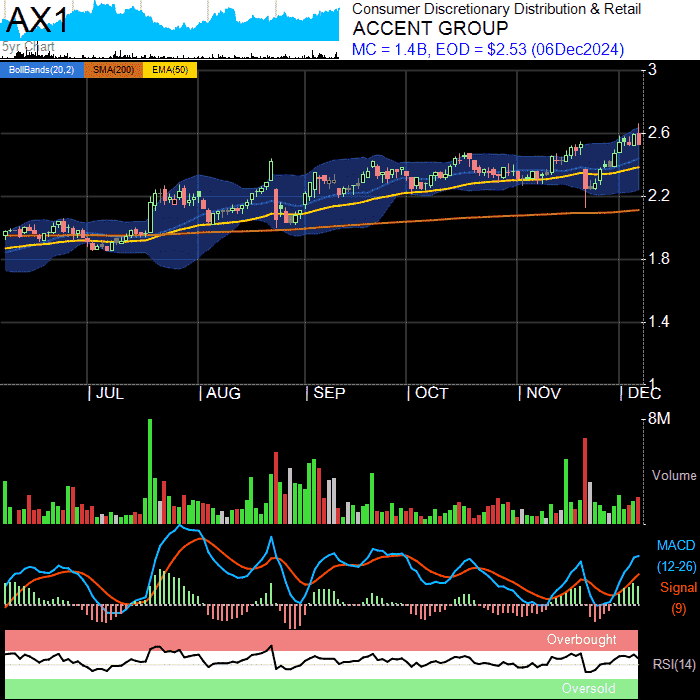 AX1
5yr Chart
Consumer Discretionary Distribution & Retail
ACCENT GROUP
MC = 1.4B, EOD = $2.53 (06Dec2024)
BollBands(20,2) SMA(200) EMA(50)
3
2.6
2.2
1.8
1.4
1
JUL AUG SEP OCT NOV DEC
8M
Volume
MACD
(12-26)
Signal
(9)
Overbought
RSI(14)
Oversold